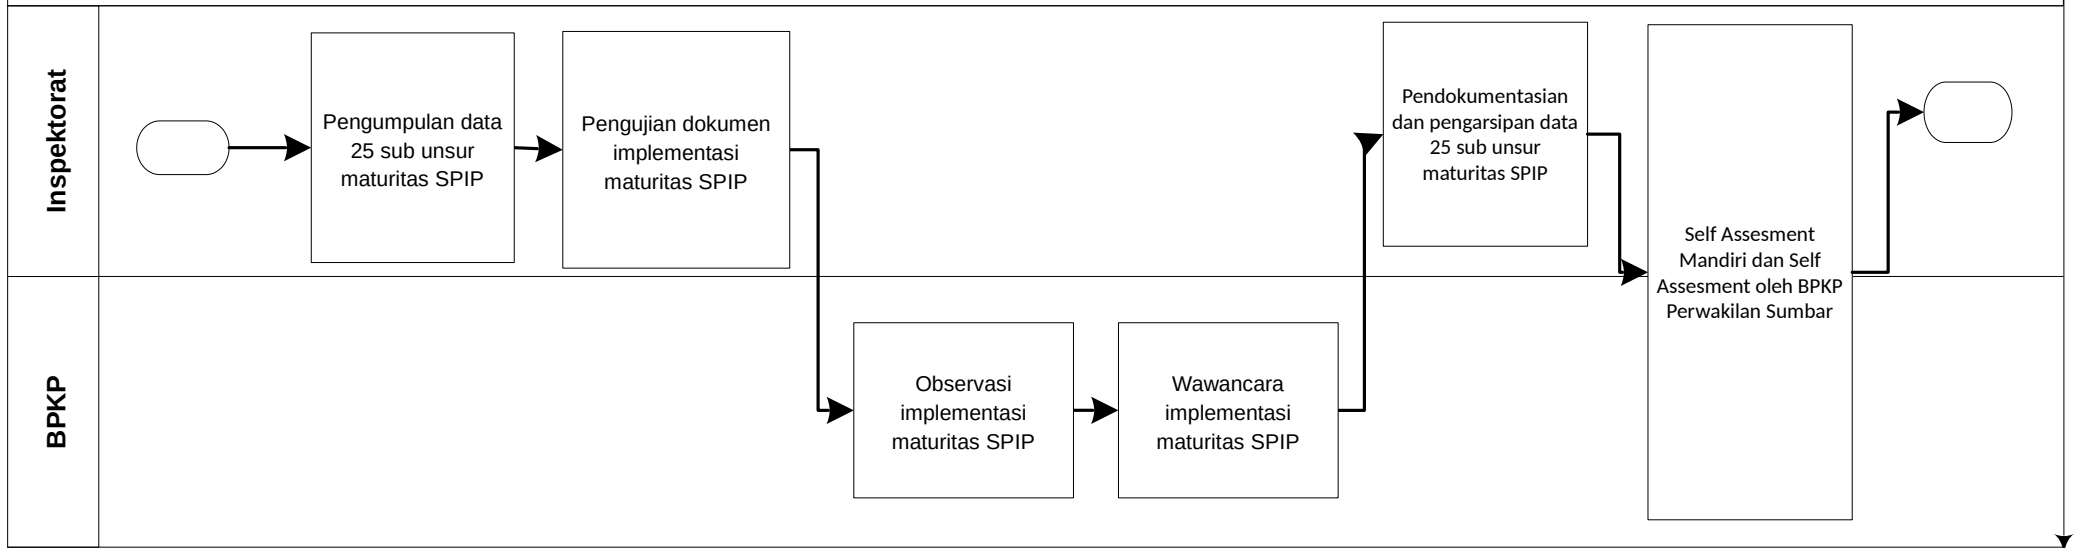 Inspektorat
Pengumpulan data
25 sub unsur
maturitas SPIP
Pengujian dokumen
implementasi
maturitas SPIP
Pendokumentasian
dan pengarsipan data
25 sub unsur
maturitas SPIP
Self Assesment
Mandiri dan Self
Assesment oleh BPKP
Perwakilan Sumbar
BPKP
Observasi
implementasi
maturitas SPIP
Wawancara
implementasi
maturitas SPIP